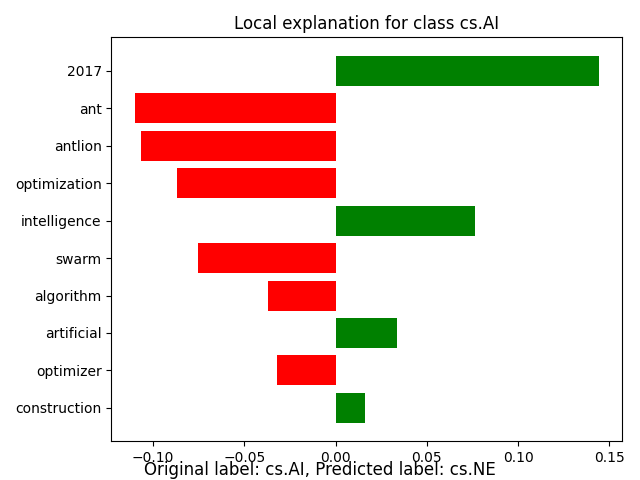 Local explanation for class cs.AI
2017
ant
antlion
optimization
intelligence
swarm
algorithm
artificial
optimizer
construction
−0.10 −0.05 0.00 0.05 0.10 0.15
Original label: cs.AI, Predicted label: cs.NE